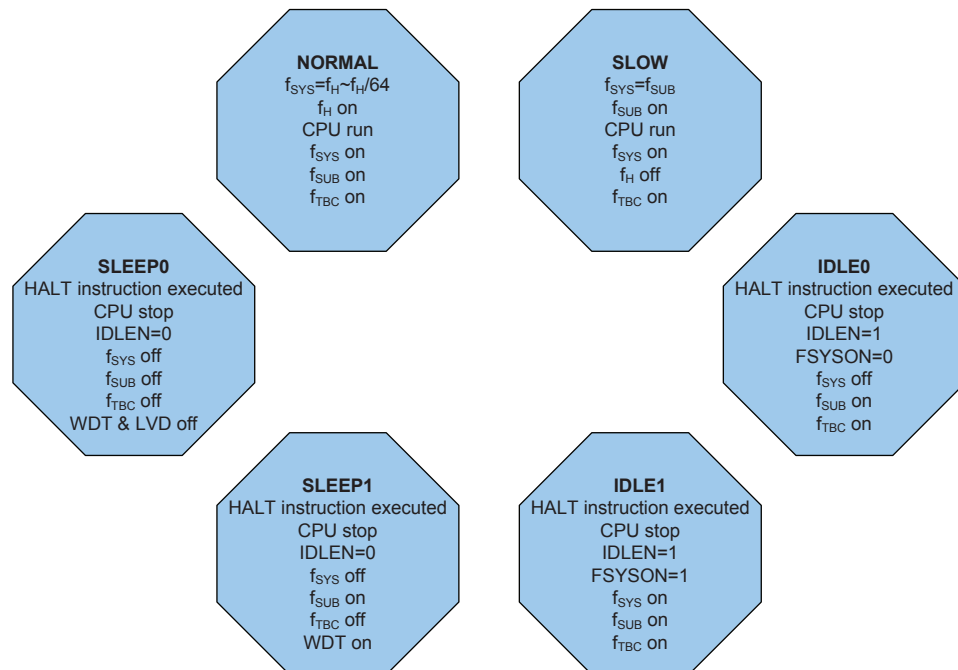 NORMAL
fSYS=fH~fH/64
fH on
CPU run
fSYS on
fSUB on
fTBC on
SLOW
fSYS=fSUB
fSUB on
CPU run
fSYS on
fH off
fTBC on
SLEEP0
HALT instruction executed
CPU stop
IDLEN=0
fSYS off
fSUB off
fTBC off
WDT & LVD off
IDLE0
HALT instruction executed
CPU stop
IDLEN=1
FSYSON=0
fSYS off
fSUB on
fTBC on
SLEEP1
HALT instruction executed
CPU stop
IDLEN=0
fSYS off
fSUB on
fTBC off
WDT on
IDLE1
HALT instruction executed
CPU stop
IDLEN=1
FSYSON=1
fSYS on
fSUB on
fTBC on